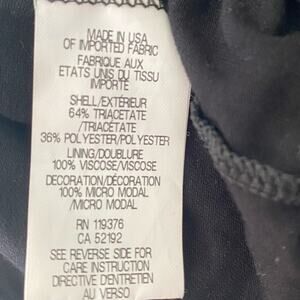 MADE IN USA
OF IMPORTED FABRIC
FABRIQUE AUX
ETATS UNIS DU TISSU
IMPORTE
SHELL/EXTÉRIEUR
64% TRIACETATE
/TRIACÉTATE
36% POLYESTER/POLYESTER
LINING/DOUBLURE
100% VISCOSE/VISCOSE
DECORATION/DÉCORATION
100% MICRO MODAL
/MICRO MODAL
RN 119376
CA 52192
SEE REVERSE SIDE FOR
CARE INSTRUCTION
DIRECTIVE D'ENTRETIEN
AU VERSO